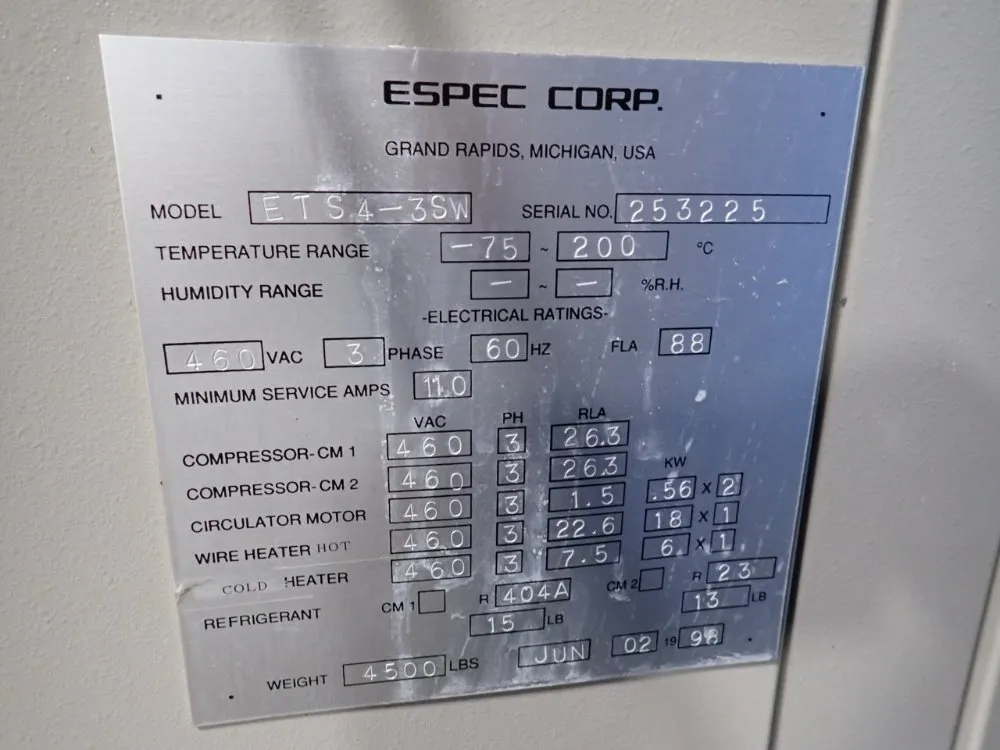 ESPEC CORP.
GRAND RAPIDS, MICHIGAN, USA
MODEL ETS4-3SW SERIAL NO. 253225
TEMPERATURE RANGE -75 ~ 200 °C
HUMIDITY RANGE - ~ - %R.H.
-ELECTRICAL RATINGS-
460 VAC 3 PHASE 60 HZ FLA 88
MINIMUM SERVICE AMPS 110
VAC PH RLA
COMPRESSOR-CM 1 460 3 26.3
COMPRESSOR-CM 2 460 3 26.3 KW
CIRCULATOR MOTOR 460 3 1.5 .56 X 2
WIRE HEATER HOT 460 3 22.6 18 X 1
COLD HEATER 460 3 7.5 6. X 1
REFRIGERANT CM 1 R 404A CM 2 R 23
15 LB 13 LB
WEIGHT 4500 LBS JUN 02 19 98